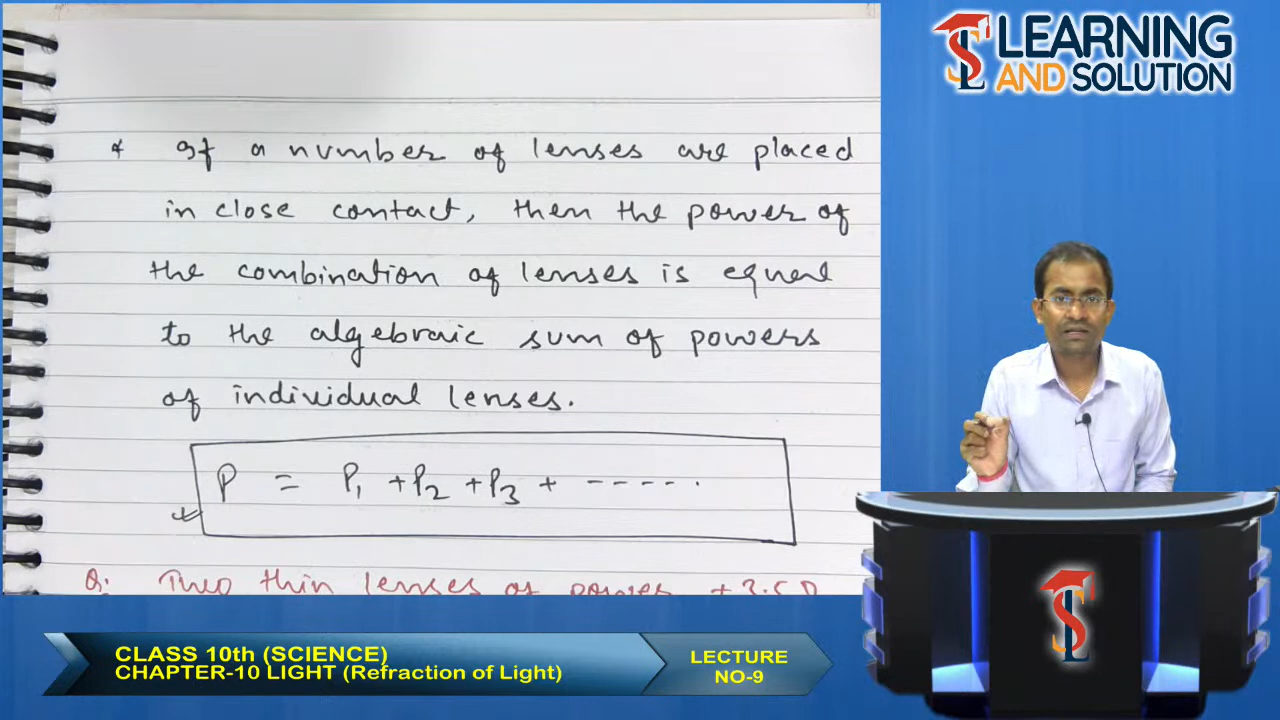 If a number of lenses are placed
in close contact, then the power of
the combination of lenses is equal
to the algebraic sum of powers
of individual lenses.
P = P₁ + P₂ + P₃ + -----.
Q. Two thin lenses of power
LEARNING
AND SOLUTION
CLASS 10th (SCIENCE)
CHAPTER-10 LIGHT (Refraction of Light)
LECTURE
NO-9